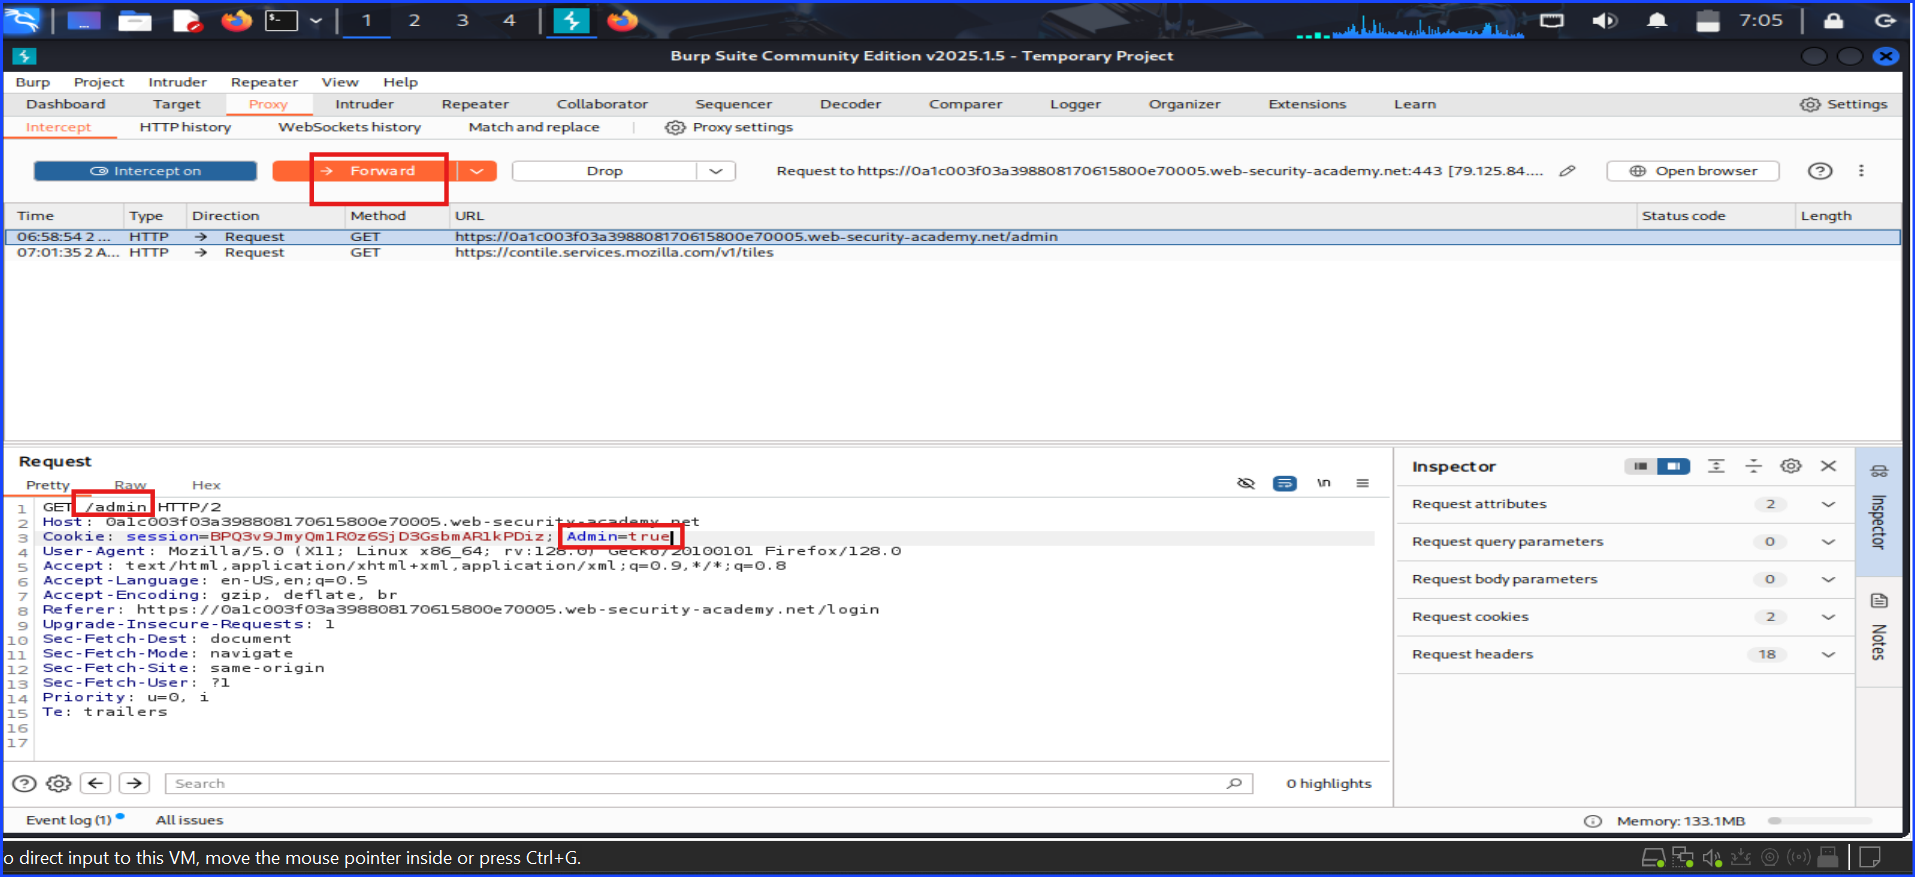 1 2 3 4 7:05
Burp Suite Community Edition v2025.1.5 - Temporary Project
Burp Project Intruder Repeater View Help
Dashboard Target Proxy Intruder Repeater Collaborator Sequencer Decoder Comparer Logger Organizer Extensions Learn Settings
Intercept HTTP history WebSockets history Match and replace Proxy settings
Intercept on Forward Drop Request to https://0a1c003f03a398808170615800e70005.web-security-academy.net:443 [79.125.84.... Open browser
Time Type Direction Method URL Status code Length
06:58:54 2 ... HTTP → Request GET https://0a1c003f03a398808170615800e70005.web-security-academy.net/admin
07:01:35 2 A... HTTP → Request GET https://contile.services.mozilla.com/v1/tiles
Request
Pretty Raw Hex \n
1 GET /admin HTTP/2
2 Host: 0a1c003f03a398808170615800e70005.web-security-academy.net
3 Cookie: session=BPQ3v9JmyQm1R0z6SjD3GsbmAR1kPDiz; Admin=true
4 User-Agent: Mozilla/5.0 (X11; Linux x86_64; rv:128.0) Gecko/20100101 Firefox/128.0
5 Accept: text/html,application/xhtml+xml,application/xml;q=0.9,*/*;q=0.8
6 Accept-Language: en-US,en;q=0.5
7 Accept-Encoding: gzip, deflate, br
8 Referer: https://0a1c003f03a398808170615800e70005.web-security-academy.net/login
9 Upgrade-Insecure-Requests: 1
10 Sec-Fetch-Dest: document
11 Sec-Fetch-Mode: navigate
12 Sec-Fetch-Site: same-origin
13 Sec-Fetch-User: ?1
14 Priority: u=0, i
15 Te: trailers
16
17
Inspector
Request attributes 2
Request query parameters 0
Request body parameters 0
Request cookies 2
Request headers 18
Inspector
Notes
Search 0 highlights
Event log (1) All issues Memory: 133.1MB
o direct input to this VM, move the mouse pointer inside or press Ctrl+G.